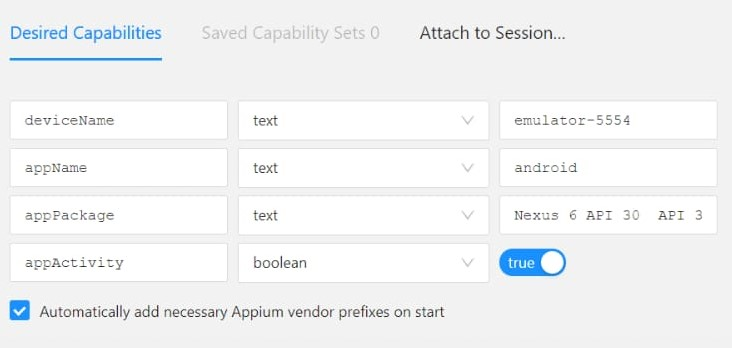 Desired Capabilities Saved Capability Sets 0 Attach to Session...
deviceName text emulator-5554
appName text android
appPackage text Nexus 6 API 30  API 3
appActivity boolean true
Automatically add necessary Appium vendor prefixes on start